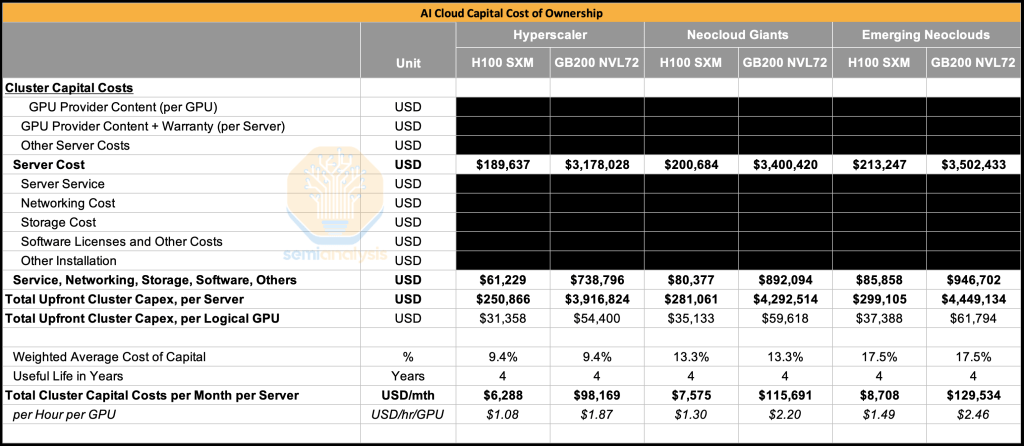 AI Cloud Capital Cost of Ownership
Hyperscaler Neocloud Giants Emerging Neoclouds
Unit H100 SXM GB200 NVL72 H100 SXM GB200 NVL72 H100 SXM GB200 NVL72
Cluster Capital Costs
GPU Provider Content (per GPU) USD
GPU Provider Content + Warranty (per Server) USD
Other Server Costs USD
Server Cost USD $189,637 $3,178,028 $200,684 $3,400,420 $213,247 $3,502,433
Server Service USD
Networking Cost USD
Storage Cost USD
Software Licenses and Other Costs USD
Other Installation USD
semianalysis
Service, Networking, Storage, Software, Others USD $61,229 $738,796 $80,377 $892,094 $85,858 $946,702
Total Upfront Cluster Capex, per Server USD $250,866 $3,916,824 $281,061 $4,292,514 $299,105 $4,449,134
Total Upfront Cluster Capex, per Logical GPU USD $31,358 $54,400 $35,133 $59,618 $37,388 $61,794
Weighted Average Cost of Capital % 9.4% 9.4% 13.3% 13.3% 17.5% 17.5%
Useful Life in Years Years 4 4 4 4 4 4
Total Cluster Capital Costs per Month per Server USD/mth $6,288 $98,169 $7,575 $115,691 $8,708 $129,534
per Hour per GPU USD/hr/GPU $1.08 $1.87 $1.30 $2.20 $1.49 $2.46